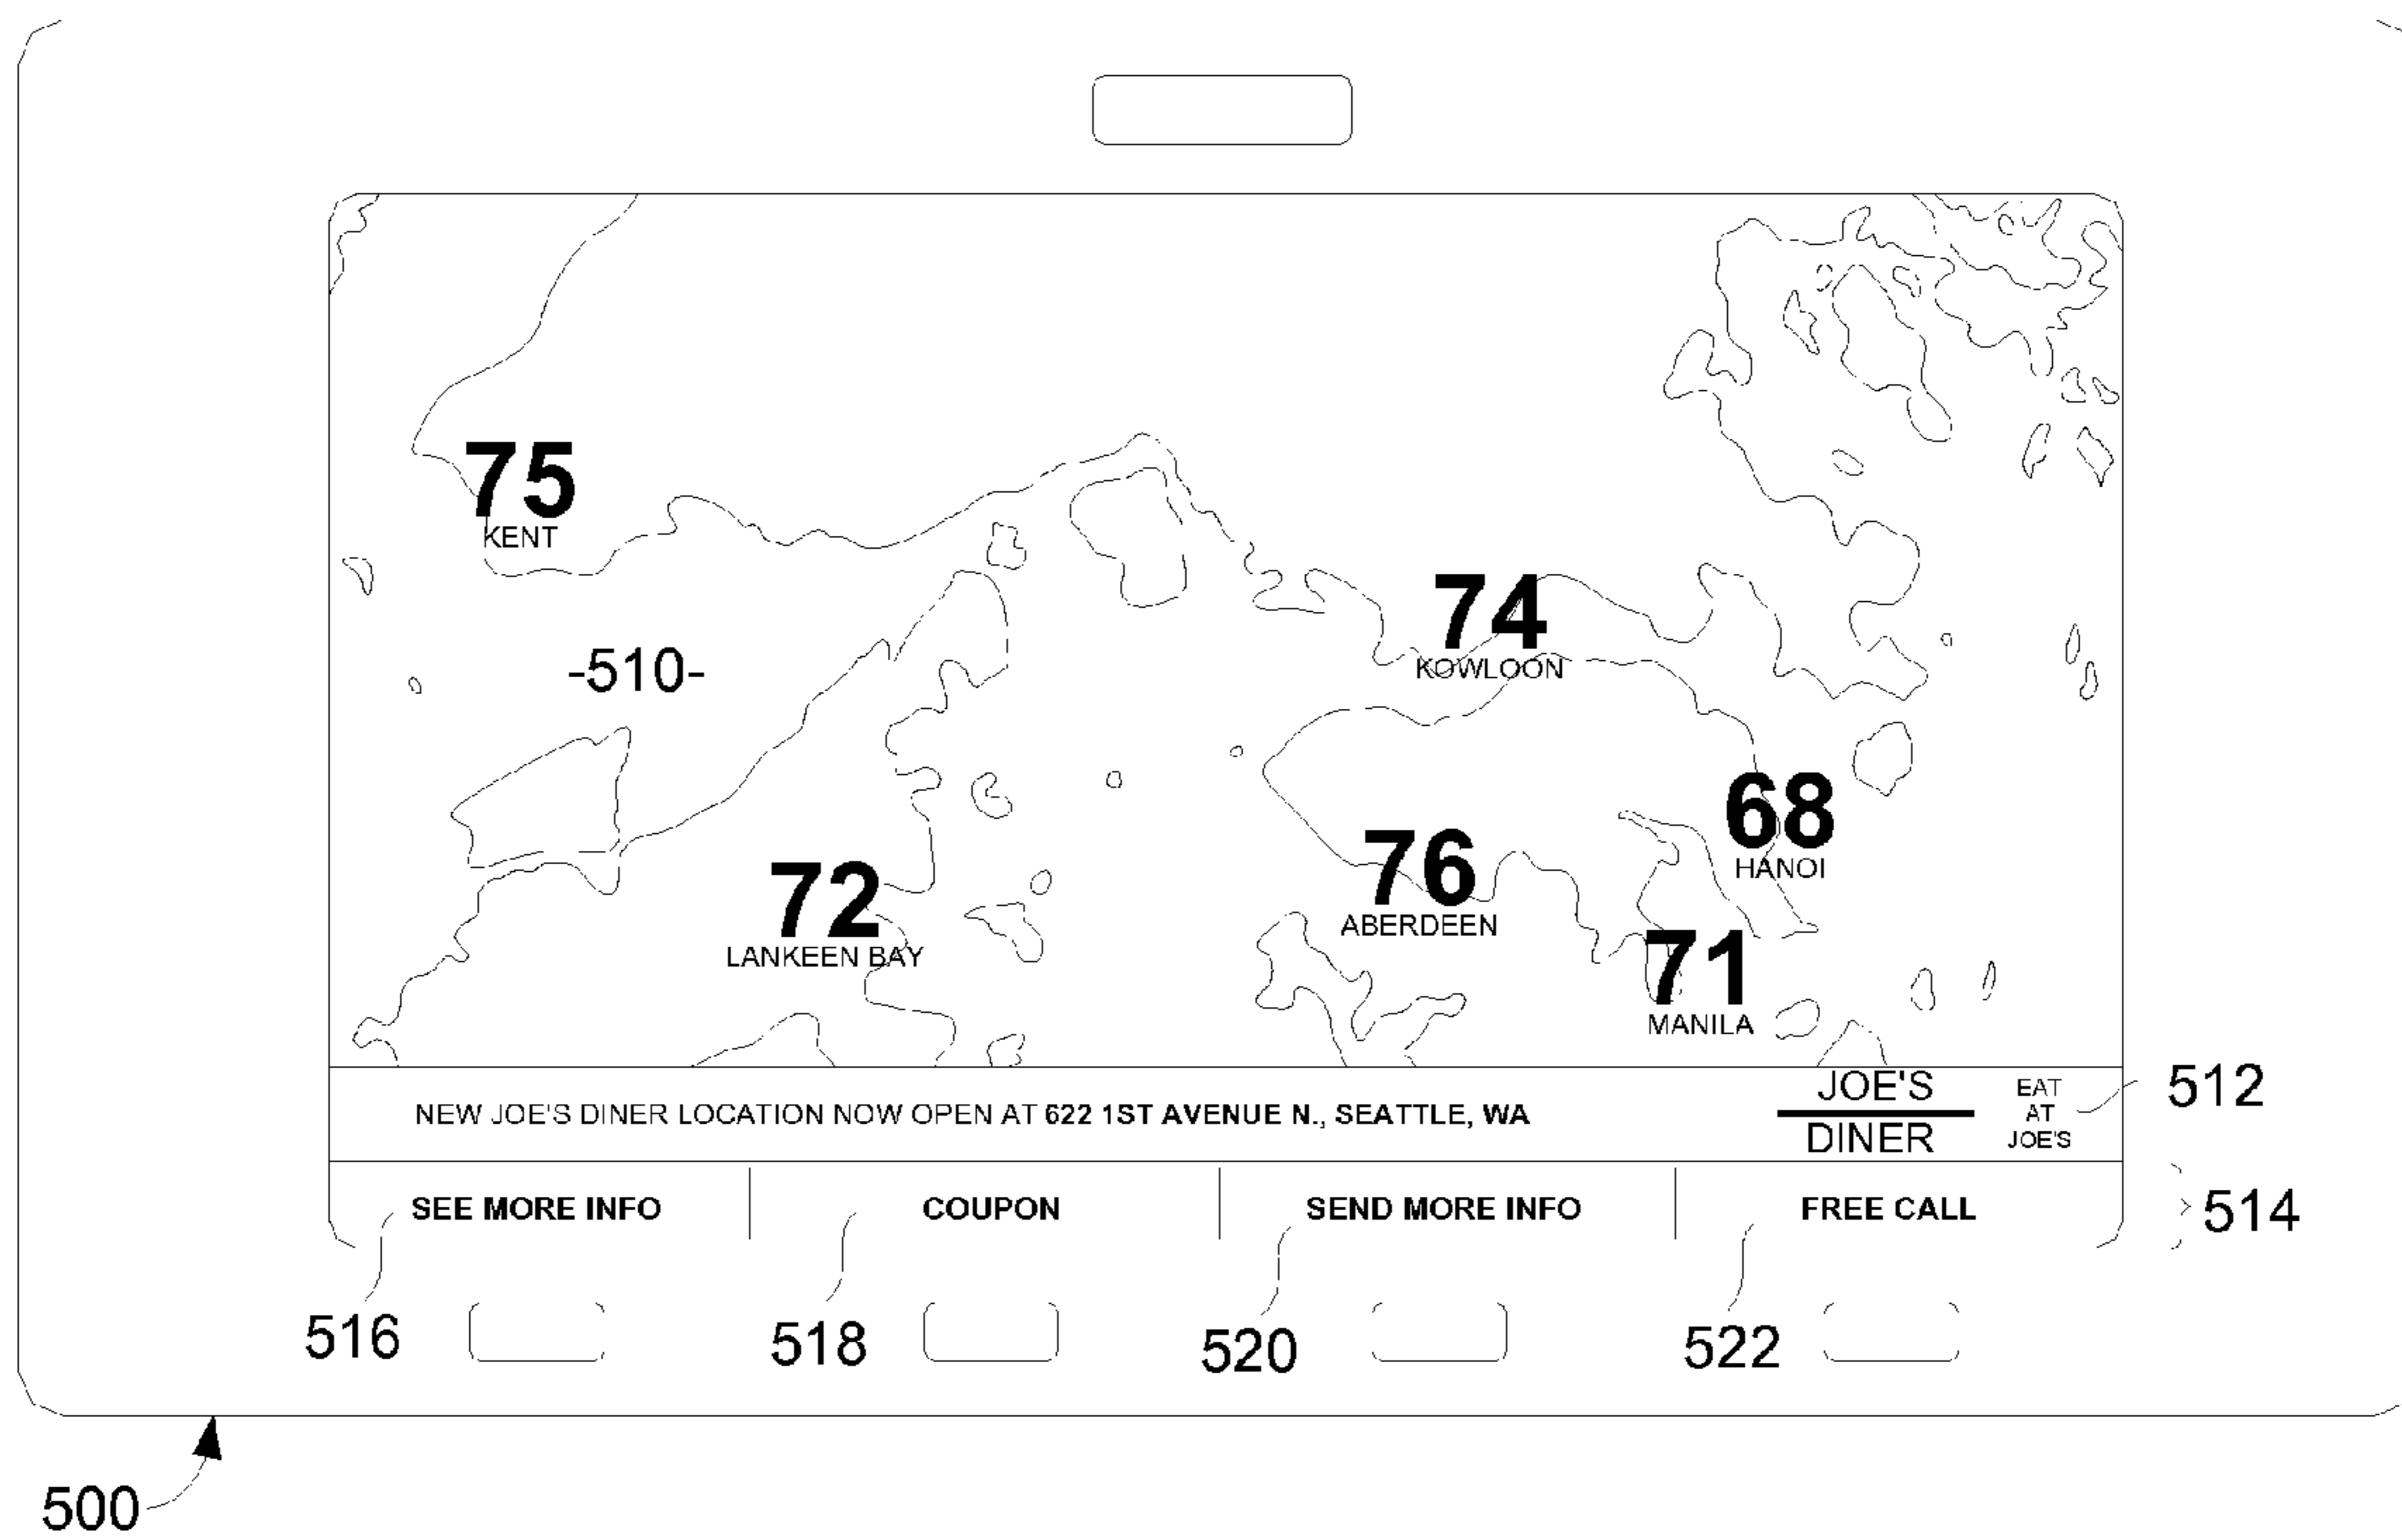 75
KENT
74
KOWLOON
-510-
68
HANOI
76
ABERDEEN
72
LANKEEN BAY
71
MANILA
NEW JOE'S DINER LOCATION NOW OPEN AT 622 1ST AVENUE N., SEATTLE, WA
JOE'S
DINER
EAT
AT
JOE'S
512
SEE MORE INFO
COUPON
SEND MORE INFO
FREE CALL
514
516
518
520
522
500